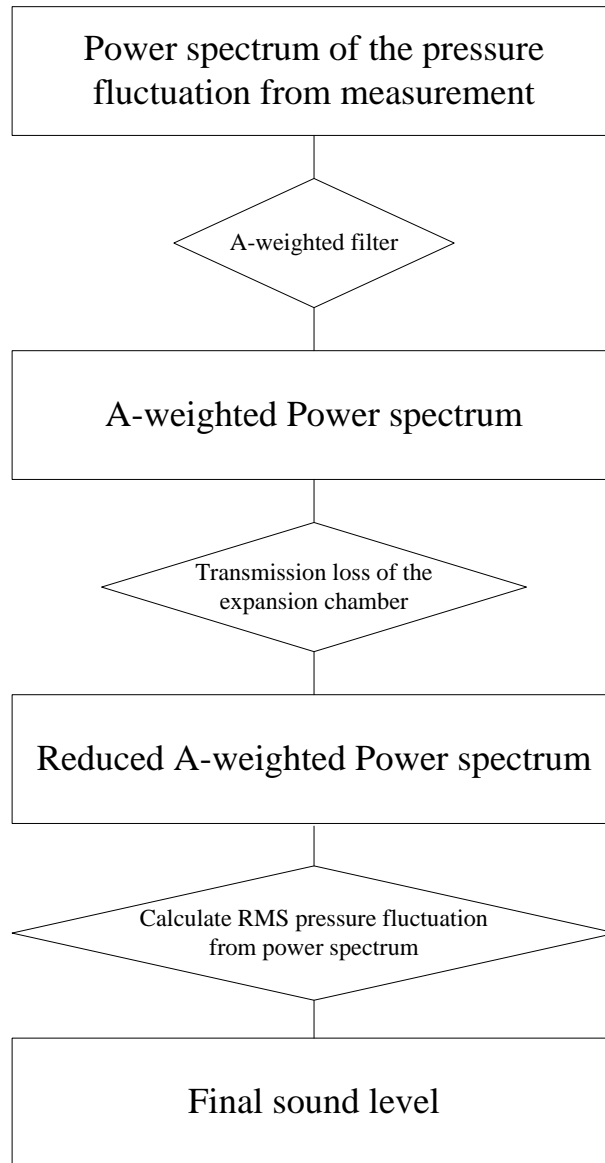 Power spectrum of the pressure
fluctuation from measurement
A-weighted filter
A-weighted Power spectrum
Transmission loss of the
expansion chamber
Reduced A-weighted Power spectrum
Calculate RMS pressure fluctuation
from power spectrum
Final sound level